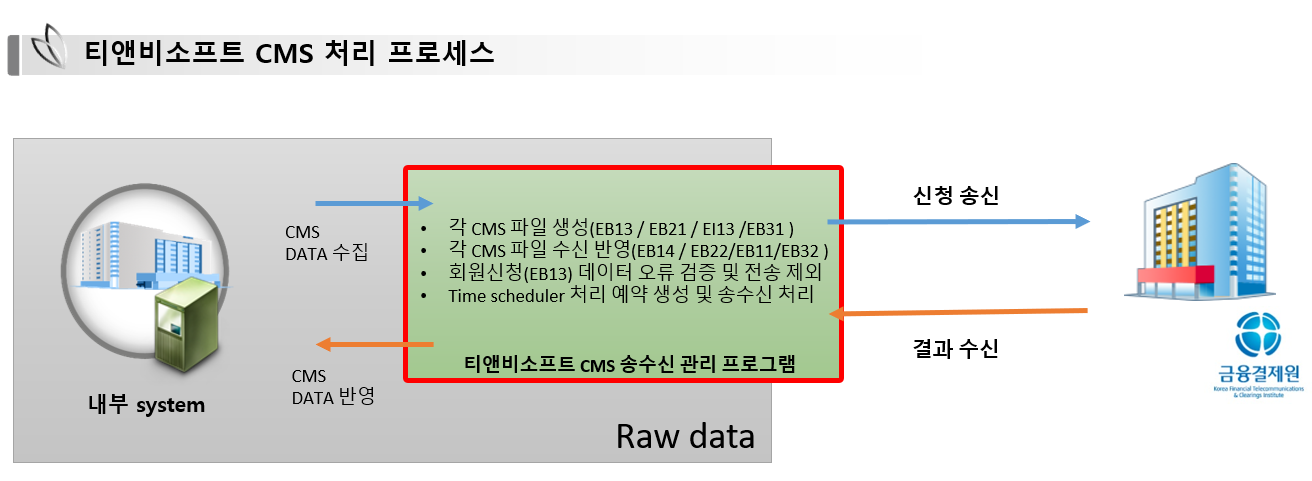 티앤비소프트 CMS 처리 프로세스
CMS
DATA 수집
• 각 CMS 파일 생성(EB13 / EB21 / EI13 /EB31 )
• 각 CMS 파일 수신 반영(EB14 / EB22/EB11/EB32 )
• 회원신청(EB13) 데이터 오류 검증 및 전송 제외
• Time scheduler 처리 예약 생성 및 송수신 처리
티앤비소프트 CMS 송수신 관리 프로그램
CMS
DATA 반영
내부 system
Raw data
신청 송신
결과 수신
금융결제원
Korea Financial Telecommunications
& Clearings Institute